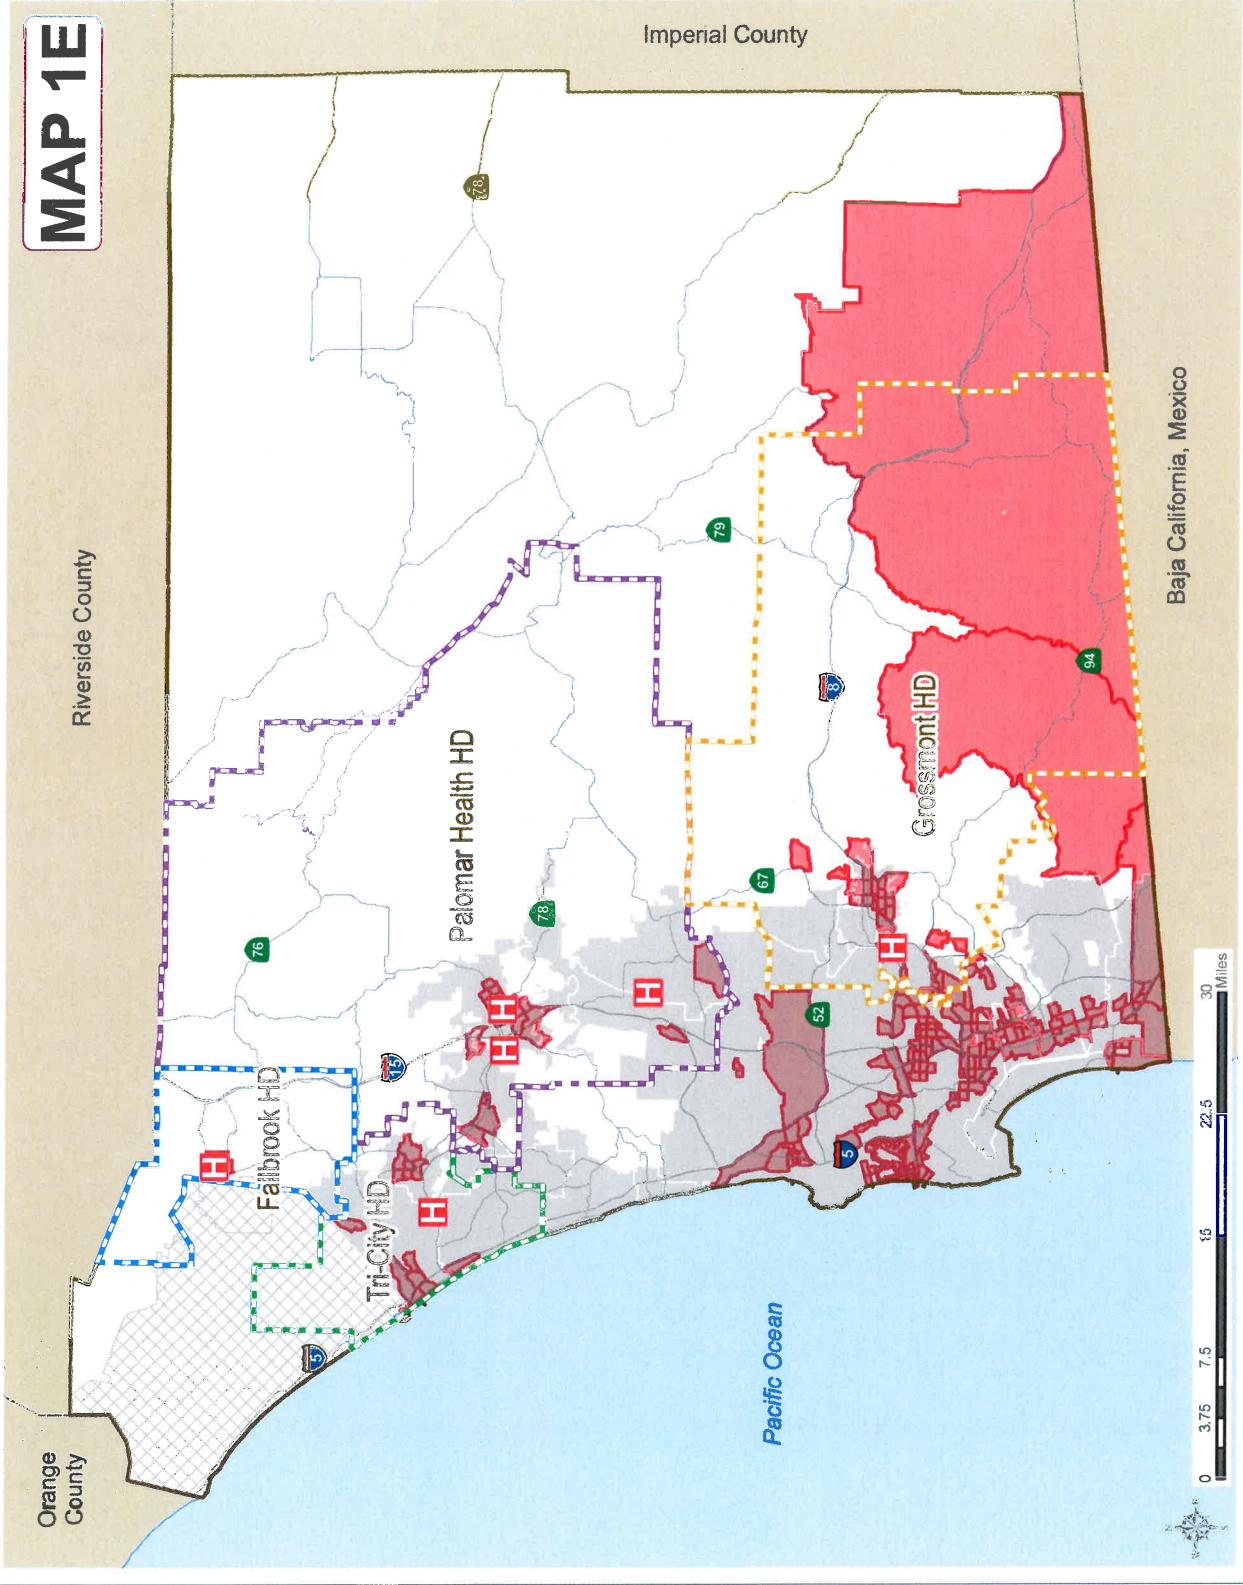 MAP 1E
Orange
County
Riverside County
Imperial County
Baja California, Mexico
Pacific Ocean
Fallbrook HD
Tri-City HD
Palomar Health HD
Grossmont HD
H
H
H
H
H
H
5
15
76
78
78
79
67
52
8
5
94
0 3.75 7.5 15 22.5 30
Miles
N
W
E
S